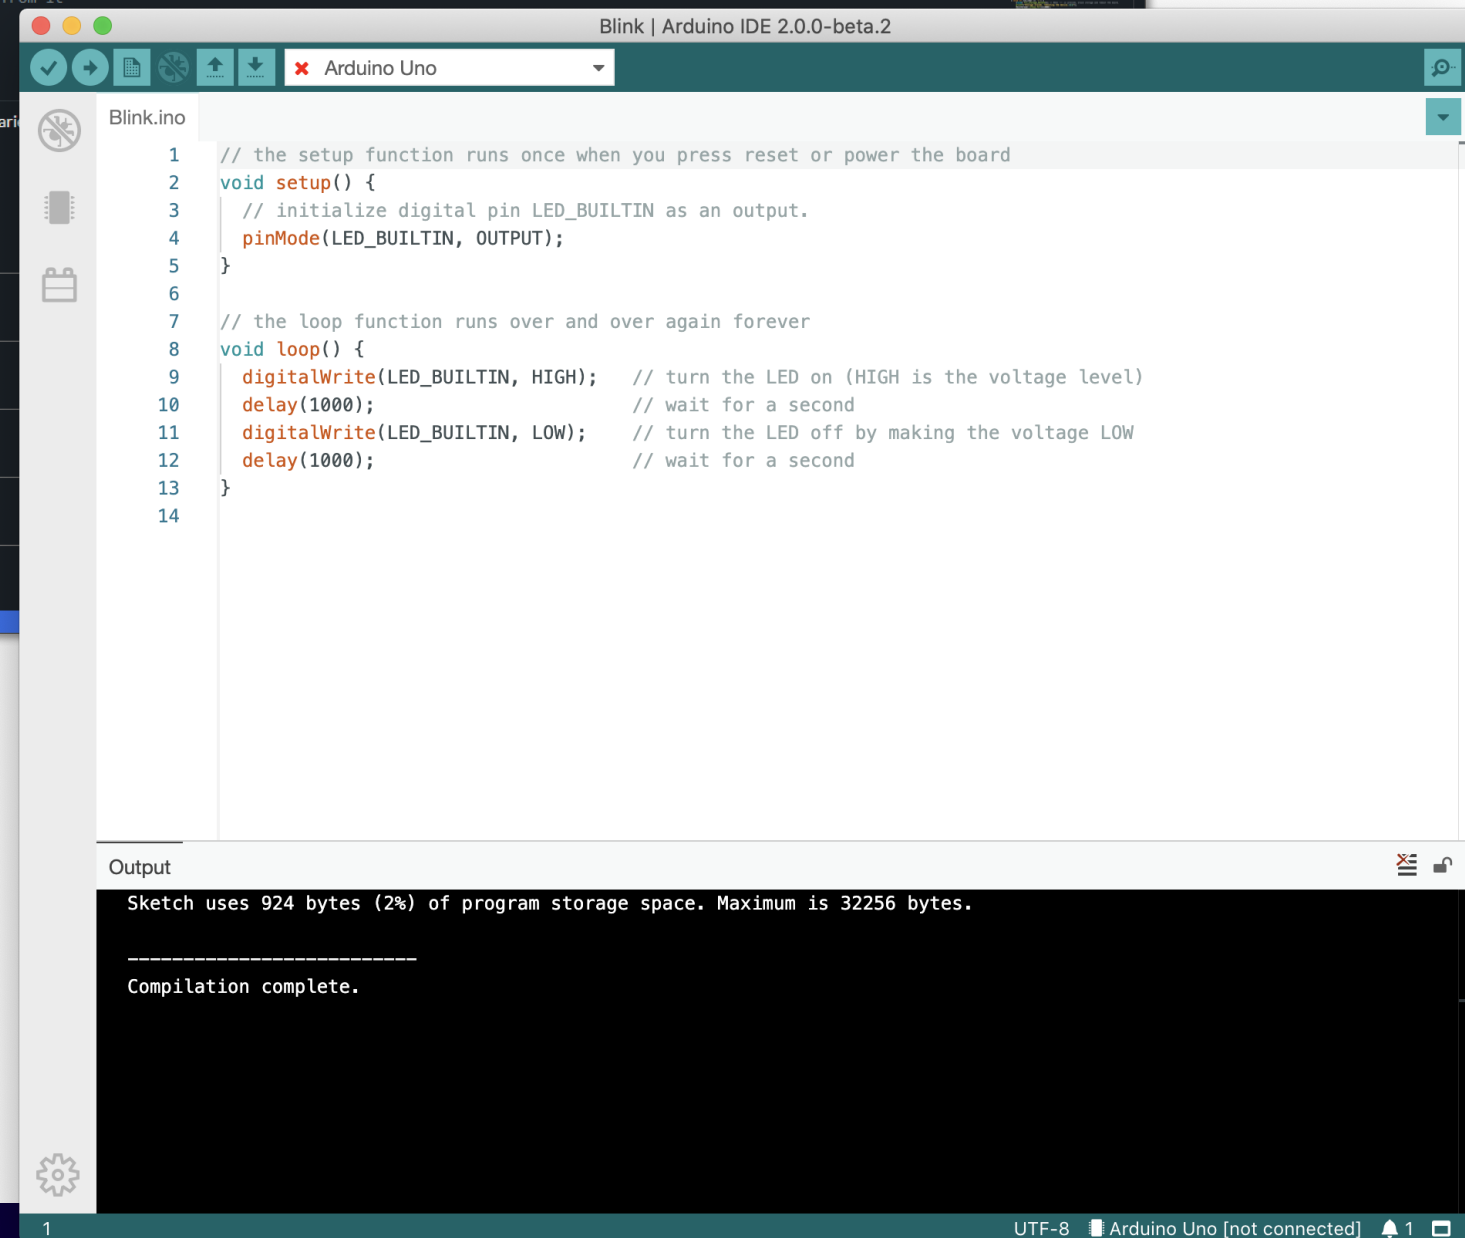 Blink | Arduino IDE 2.0.0-beta.2
Arduino Uno
Blink.ino
1 // the setup function runs once when you press reset or power the board
2 void setup() {
3 // initialize digital pin LED_BUILTIN as an output.
4 pinMode(LED_BUILTIN, OUTPUT);
5 }
6
7 // the loop function runs over and over again forever
8 void loop() {
9 digitalWrite(LED_BUILTIN, HIGH); // turn the LED on (HIGH is the voltage level)
10 delay(1000); // wait for a second
11 digitalWrite(LED_BUILTIN, LOW); // turn the LED off by making the voltage LOW
12 delay(1000); // wait for a second
13 }
14
Output
Sketch uses 924 bytes (2%) of program storage space. Maximum is 32256 bytes.
--------------------------
Compilation complete.
1 UTF-8 Arduino Uno [not connected] 1